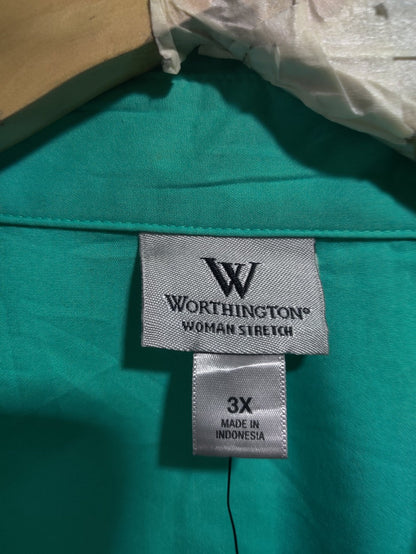 W
WORTHINGTON®
WOMAN STRETCH
3X
MADE IN
INDONESIA